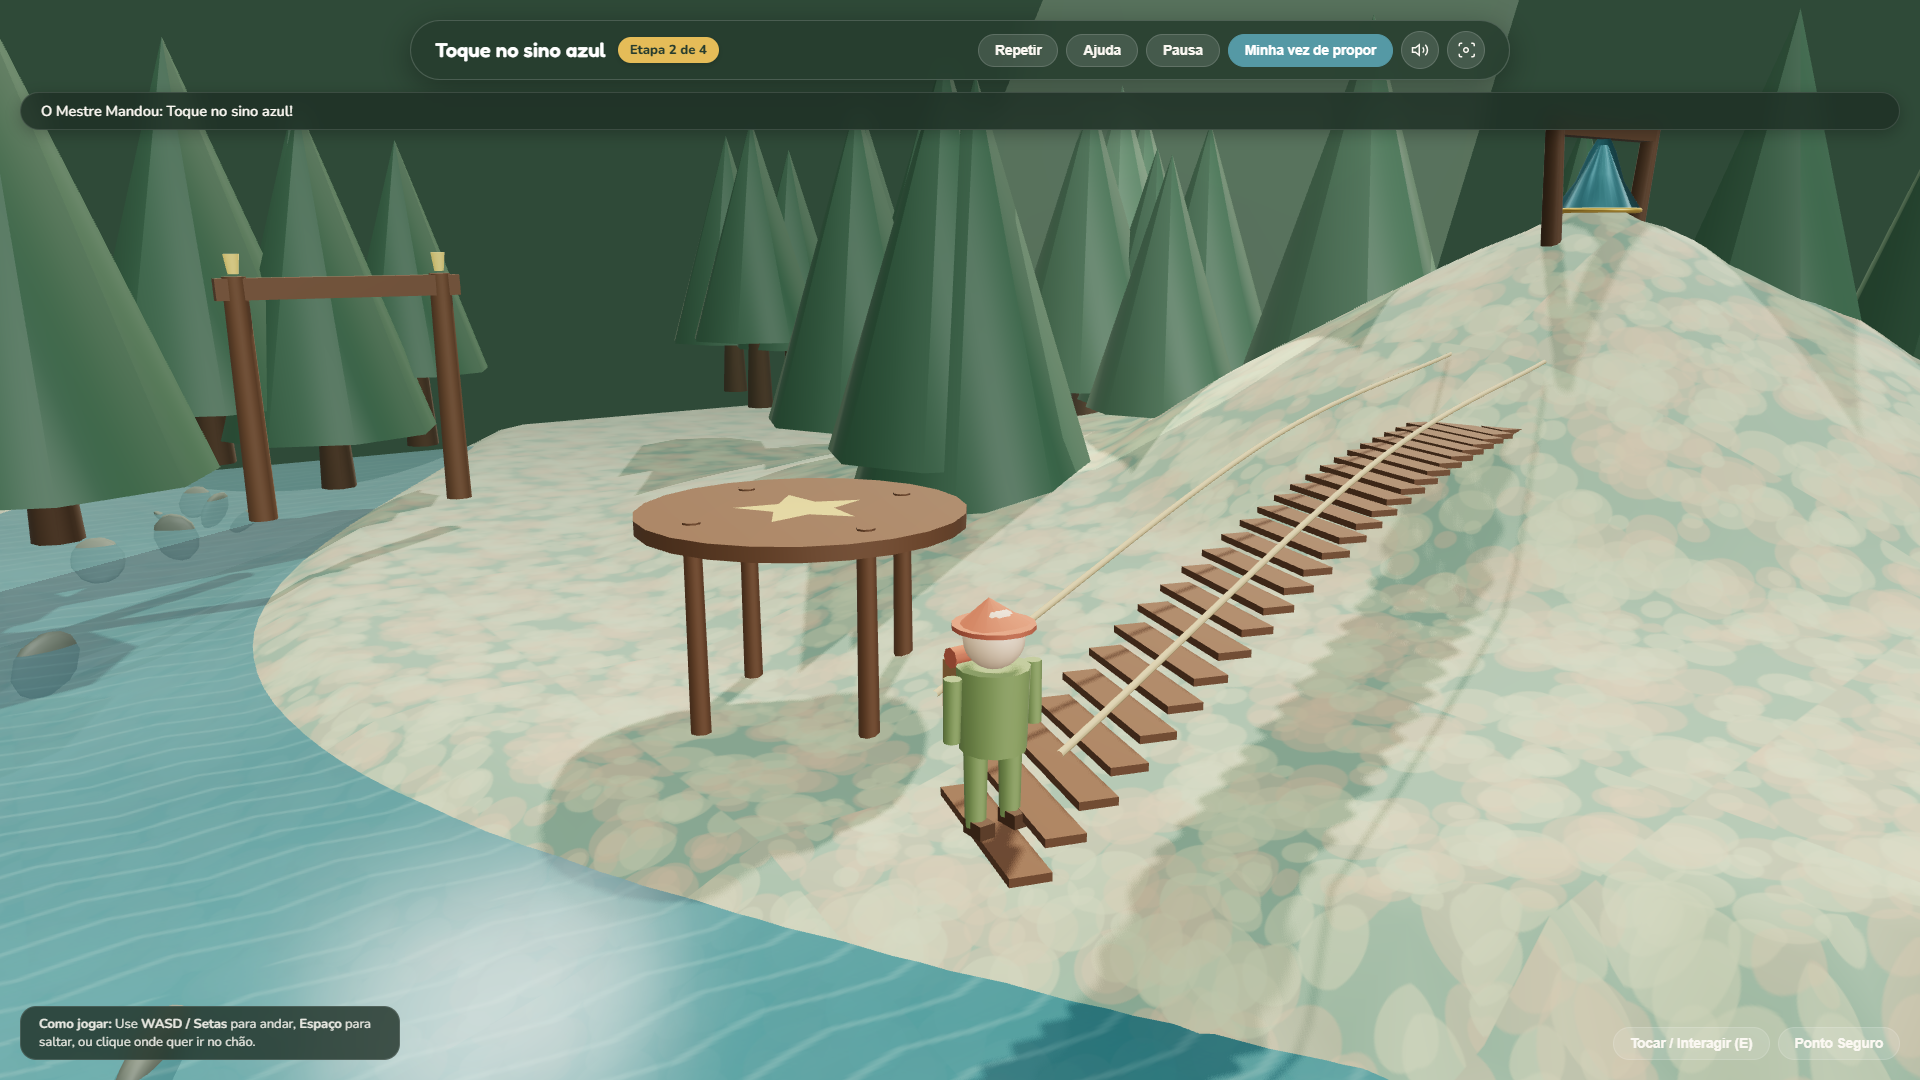 Toque no sino azul
Etapa 2 de 4
Repetir
Ajuda
Pausa
Minha vez de propor
O Mestre Mandou: Toque no sino azul!
Como jogar: Use WASD / Setas para andar, Espaço para
saltar, ou clique onde quer ir no chão.
Tocar / Interagir (E)
Ponto Seguro